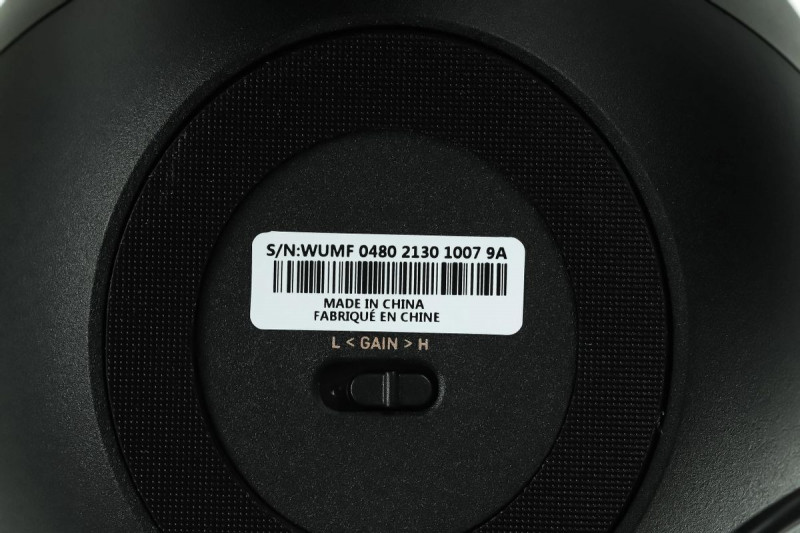 S/N:WUMF 0480 2130 1007 9A
MADE IN CHINA
FABRIQUÉ EN CHINE
L < GAIN > H